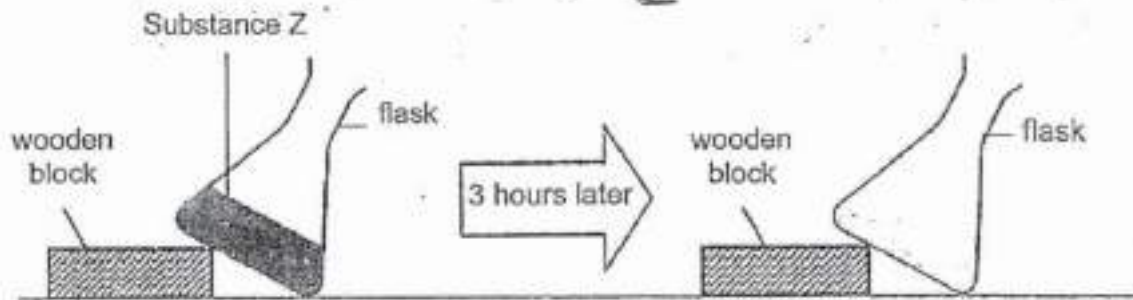 Substance Z
flask
wooden
block
3 hours later
wooden
block
flask